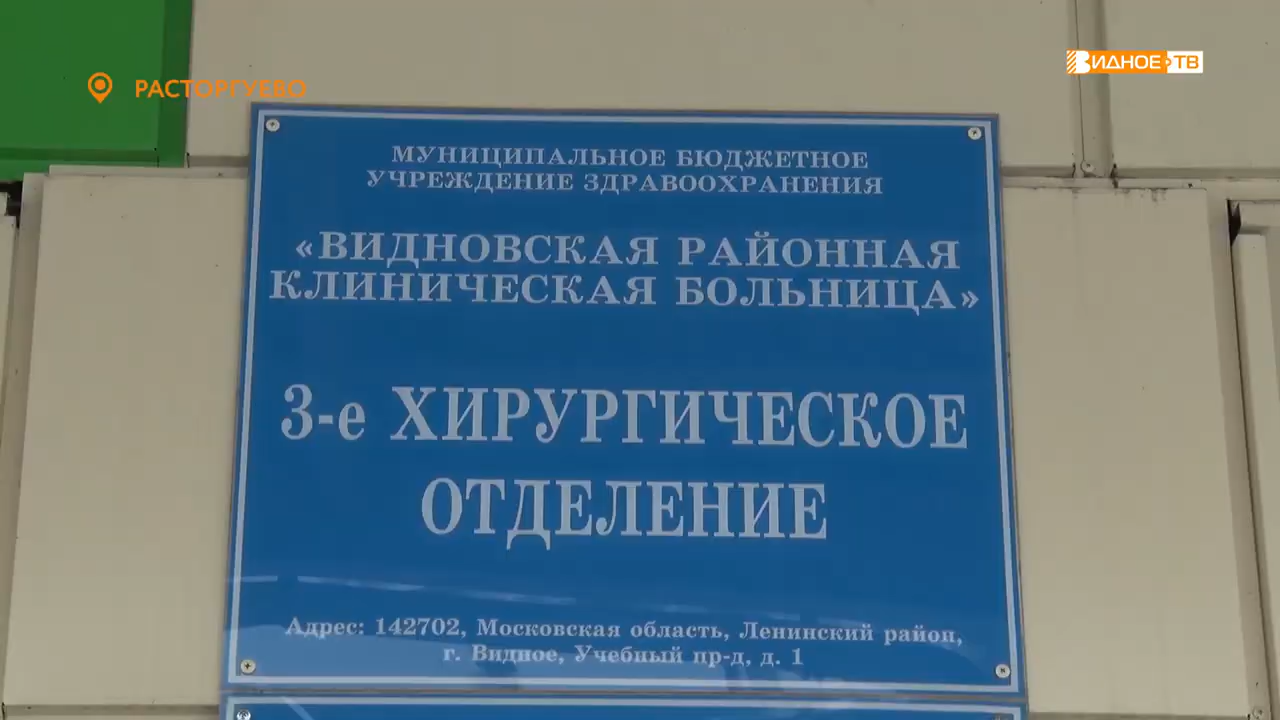 РАСТОРГУЕВО
ВИДНОЕ ТВ
МУНИЦИПАЛЬНОЕ БЮДЖЕТНОЕ
УЧРЕЖДЕНИЕ ЗДРАВООХРАНЕНИЯ
«ВИДНОВСКАЯ РАЙОННАЯ
КЛИНИЧЕСКАЯ БОЛЬНИЦА»
3-е ХИРУРГИЧЕСКОЕ
ОТДЕЛЕНИЕ
Адрес: 142702, Московская область, Ленинский район,
г. Видное, Учебный пр-д, д. 1